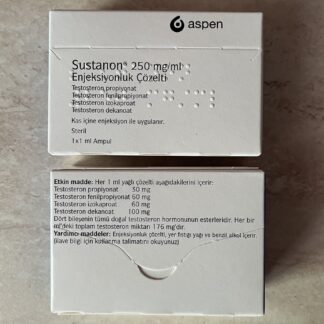 aspen
Sustanon® 250 mg/ml
Enjeksiyonluk Çözelti
Testosteron propiyonat
Testosteron fenilpropiyonat
Testosteron izokaproat
Testosteron dekanoat
Kas içine enjeksiyon ile uygulanır.
Steril
1x1 ml Ampul
Etkin madde: Her 1 ml yağlı çözelti aşağıdakilerini içerir:
Testosteron propiyonat 30 mg
Testosteron fenilpropiyonat 60 mg
Testosteron izokaproat 60 mg
Testosteron dekanoat 100 mg
Dört bileşenin tümü doğal testosteron hormonunun esterleridir. Her bir
ml'deki toplam testosteron miktarı 176 mg'dır.
Yardımcı maddeler: Enjeksiyonluk çözelti, yer fıstığı yağı ve benzil alkol içerir.
(ilave bilgi için kullanma talimatını okuyunuz)